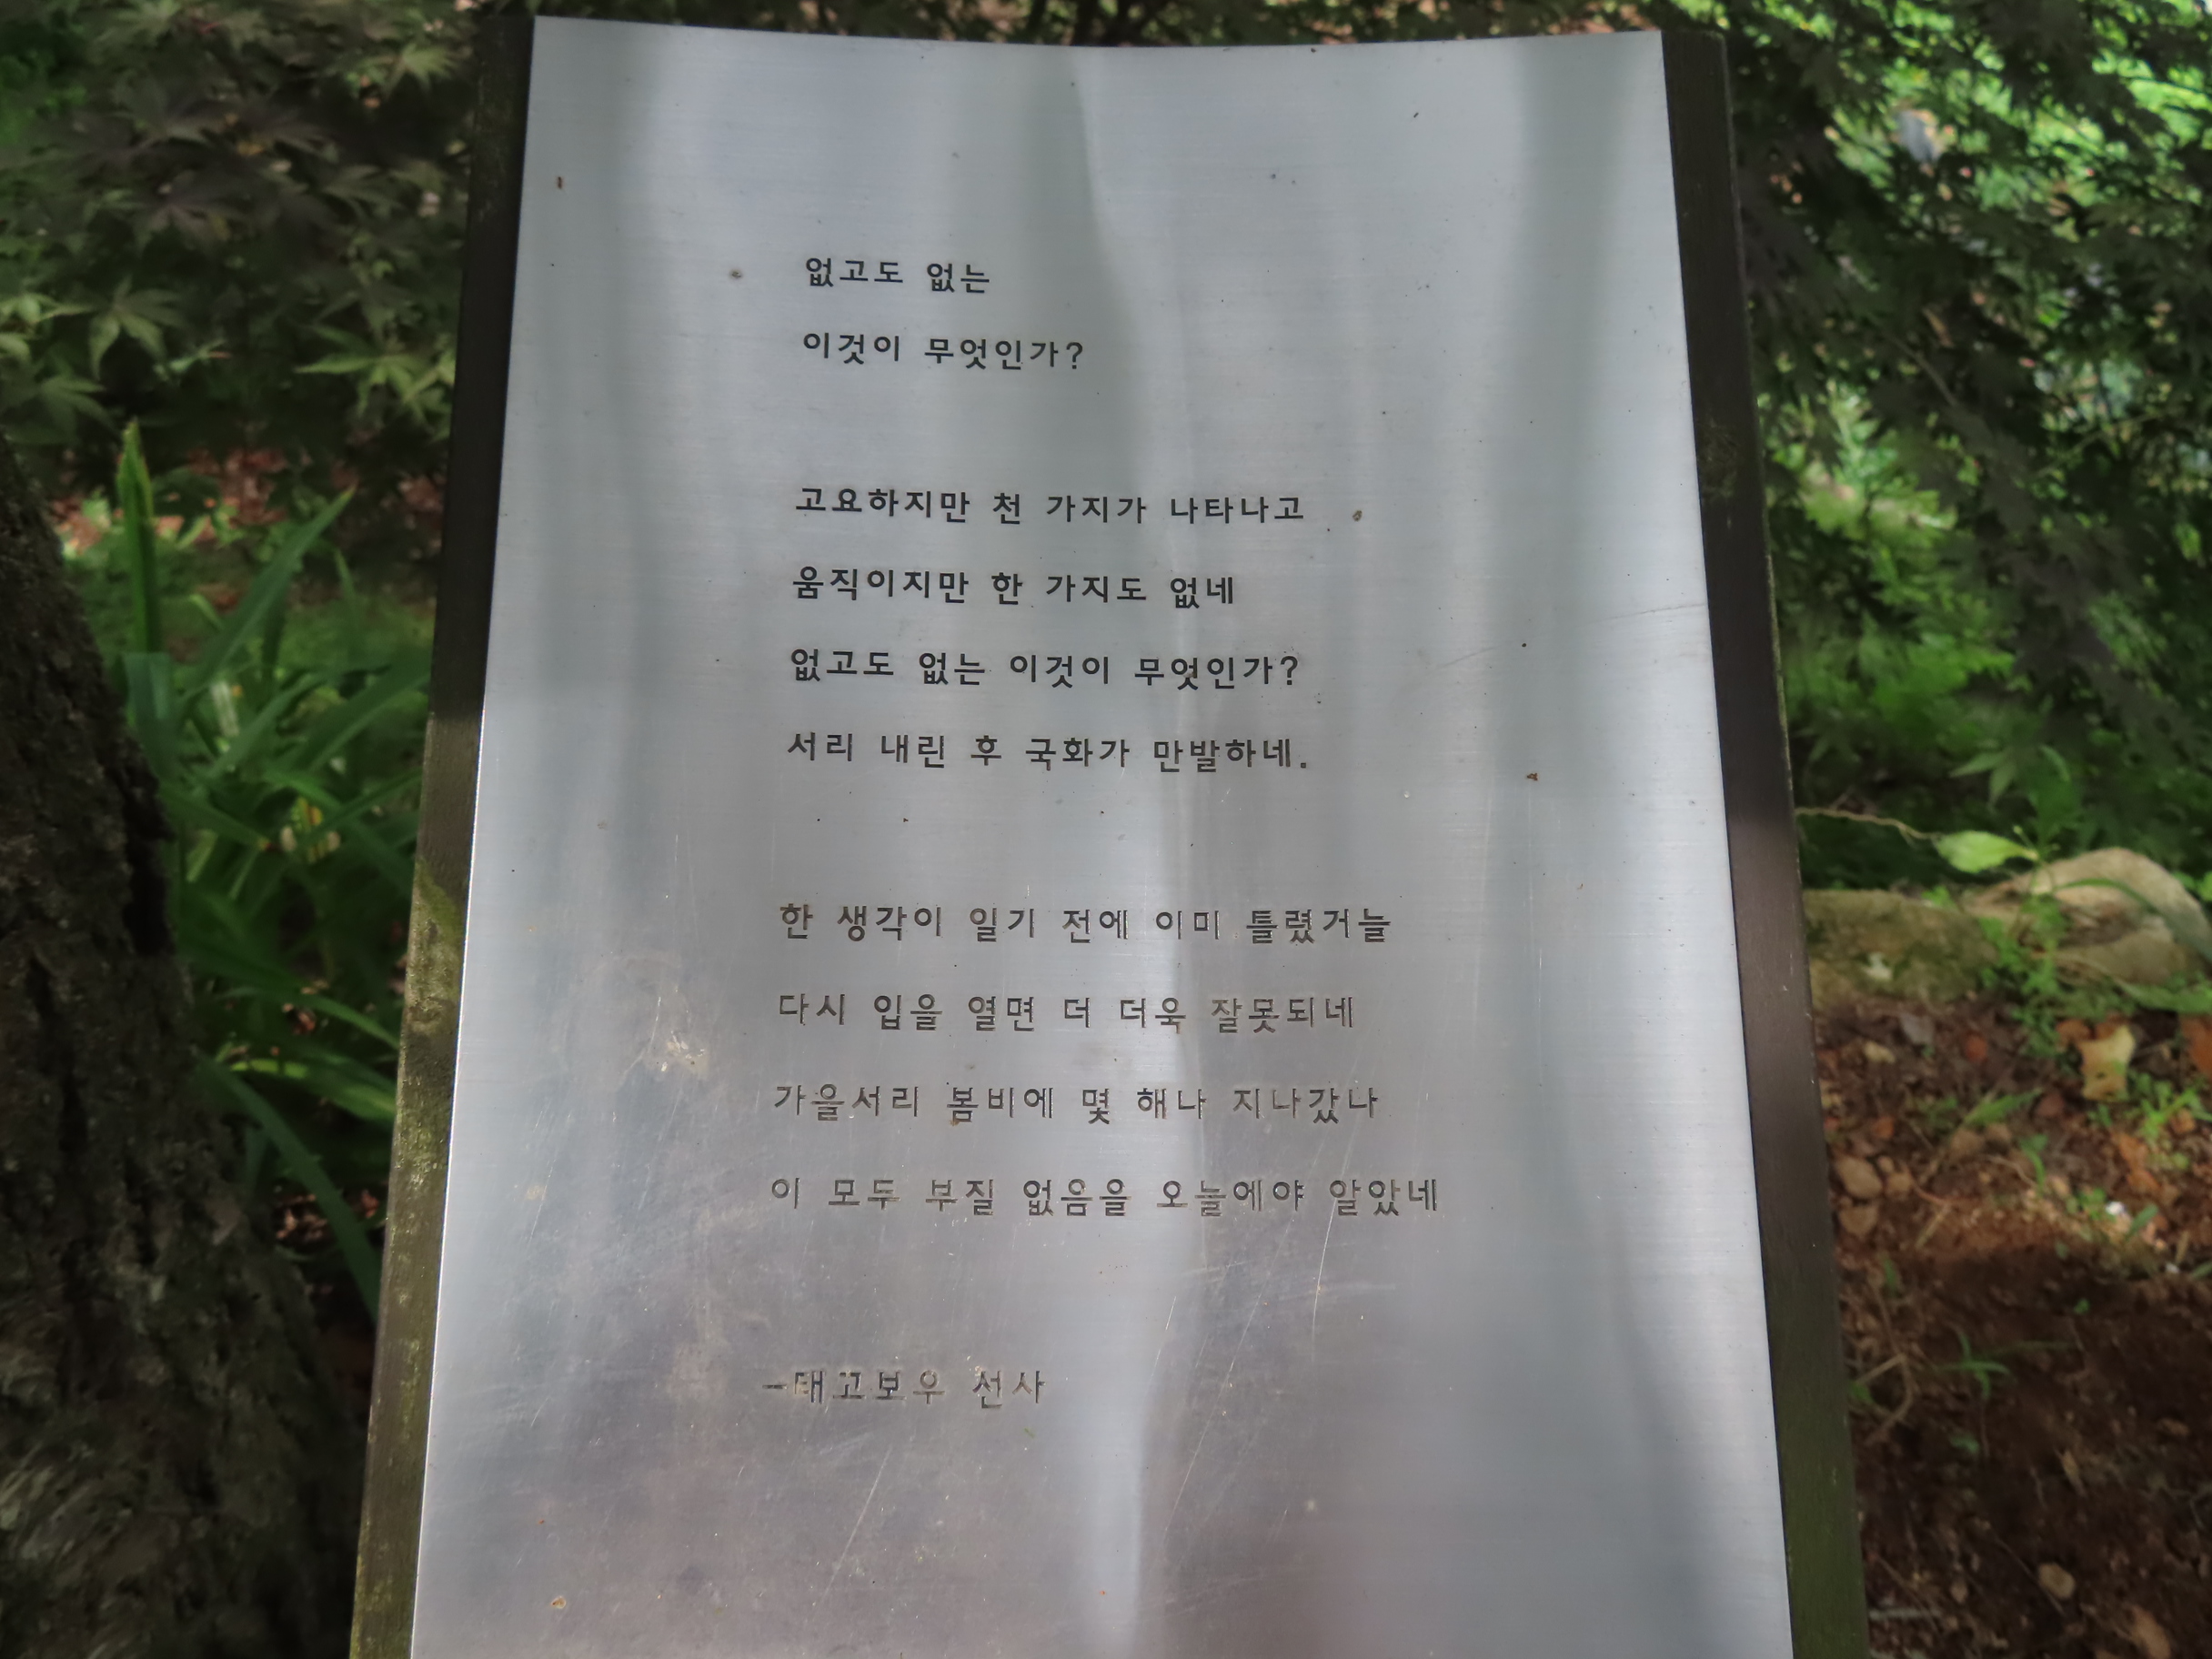 없고도 없는
이것이 무엇인가?
고요하지만 천 가지가 나타나고
움직이지만 한 가지도 없네
없고도 없는 이것이 무엇인가?
서리 내린 후 국화가 만발하네.
한 생각이 일기 전에 이미 틀렸거늘
다시 입을 열면 더 더욱 잘못되네
가을서리 봄비에 몇 해나 지나갔나
이 모두 부질 없음을 오늘에야 알았네
-태고보우 선사